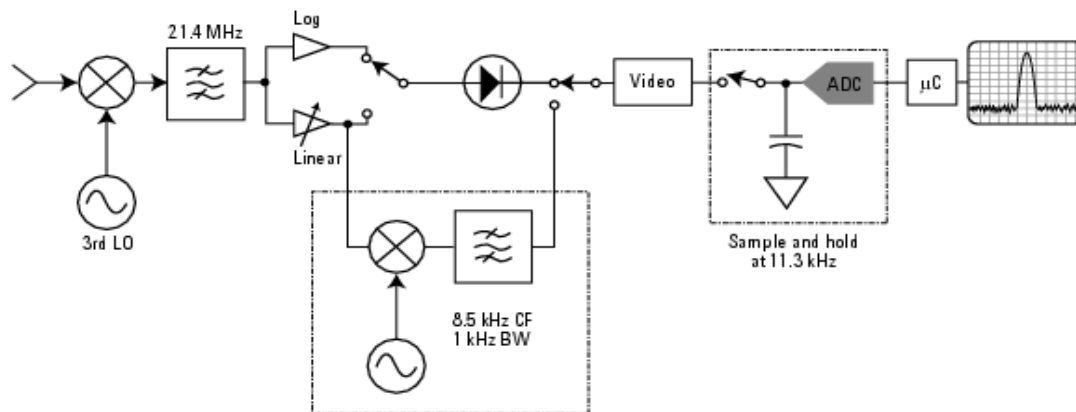 Log
21.4 MHz
Linear
3rd LO
Video
ADC
μC
Sample and hold
at 11.3 kHz
8.5 kHz CF
1 kHz BW